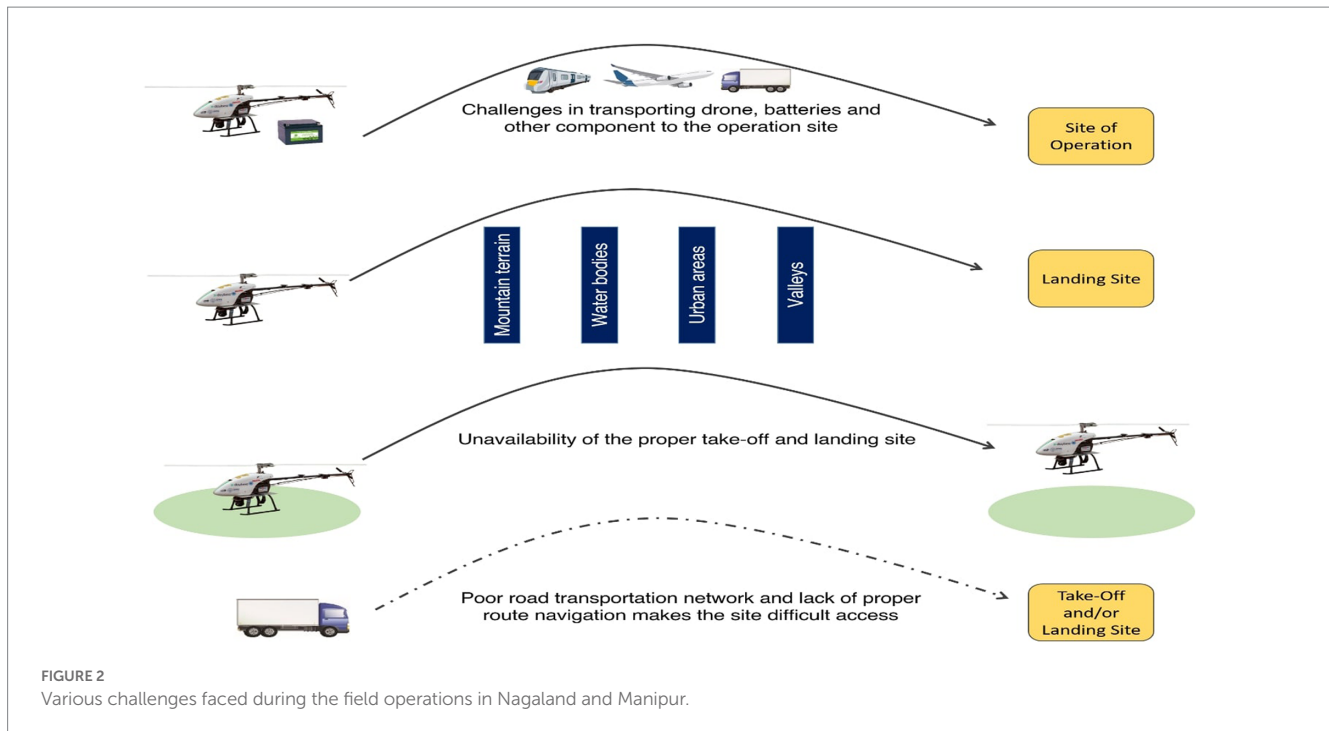 Challenges in transporting drone, batteries and
other component to the operation site
Site of
Operation
Mountain terrain
Water bodies
Urban areas
Valleys
Landing Site
Unavailability of the proper take-off and landing site
Poor road transportation network and lack of proper
route navigation makes the site difficult access
Take-Off
and/or
Landing Site
FIGURE 2
Various challenges faced during the field operations in Nagaland and Manipur.